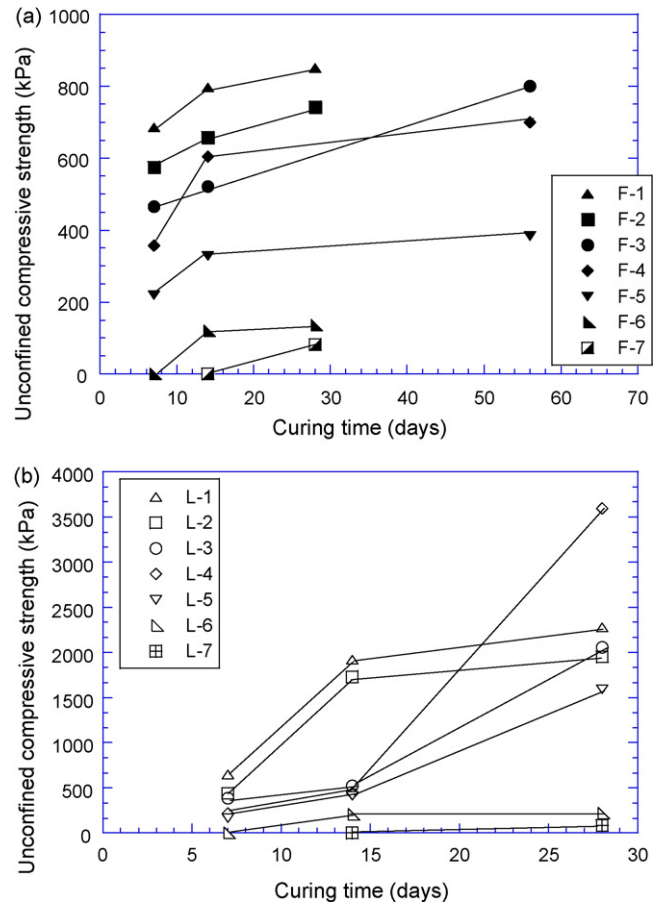 (a)
Unconfined compressive strength (kPa)
1000
800
600
400
200
0
F-1
F-2
F-3
F-4
F-5
F-6
F-7
0 10 20 30 40 50 60 70
Curing time (days)
(b)
Unconfined compressive strength (kPa)
4000
3500
3000
2500
2000
1500
1000
500
0
L-1
L-2
L-3
L-4
L-5
L-6
L-7
0 5 10 15 20 25 30
Curing time (days)